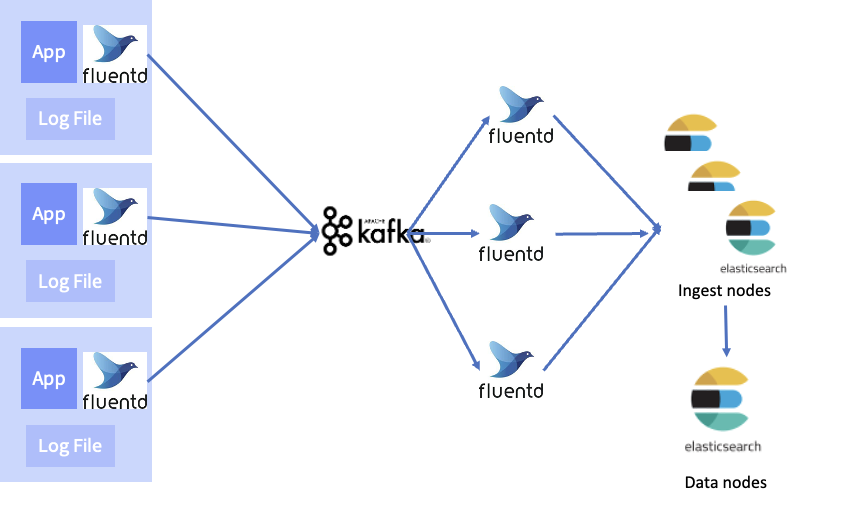 App
fluentd
Log File
App
fluentd
Log File
App
fluentd
Log File
APACHE
kafka
fluentd
fluentd
fluentd
elasticsearch
Ingest nodes
elasticsearch
Data nodes